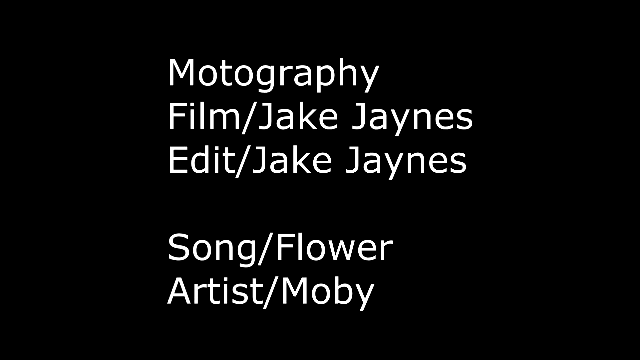 Motography
Film/Jake Jaynes
Edit/Jake Jaynes
Song/Flower
Artist/Moby